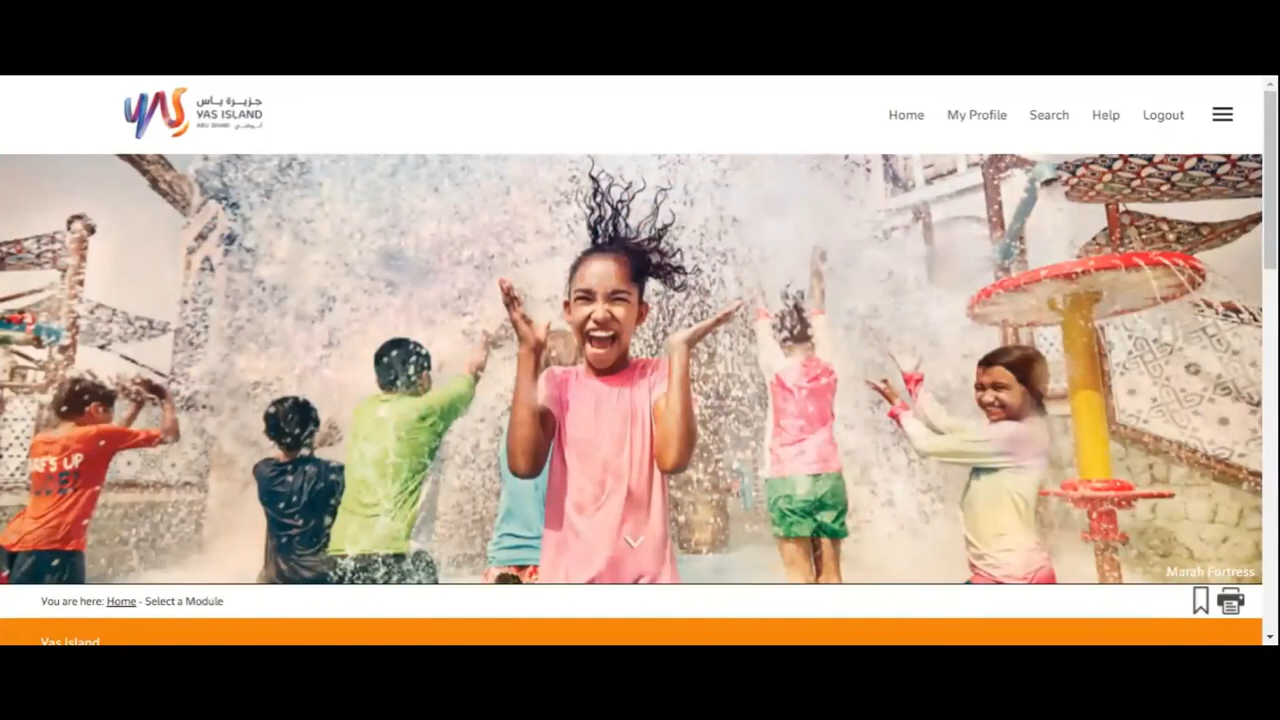 جزيرة ياس
YAS ISLAND
ABU DHABI أبوظبي
Home My Profile Search Help Logout
Marah Fortress
You are here: Home - Select a Module
Yas Island